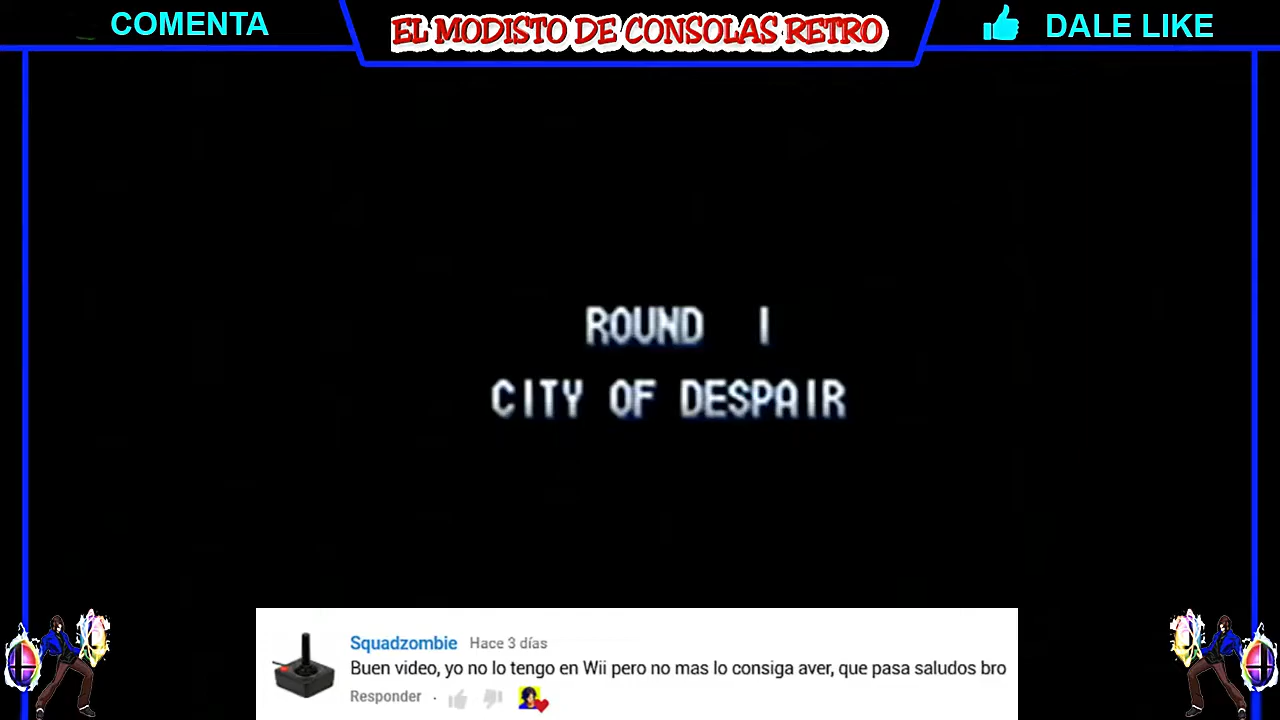 COMENTA
EL MODISTO DE CONSOLAS RETRO
DALE LIKE
ROUND 1
CITY OF DESPAIR
Squadzombie Hace 3 días
Buen video, yo no lo tengo en Wii pero no mas lo consiga aver, que pasa saludos bro
Responder ·